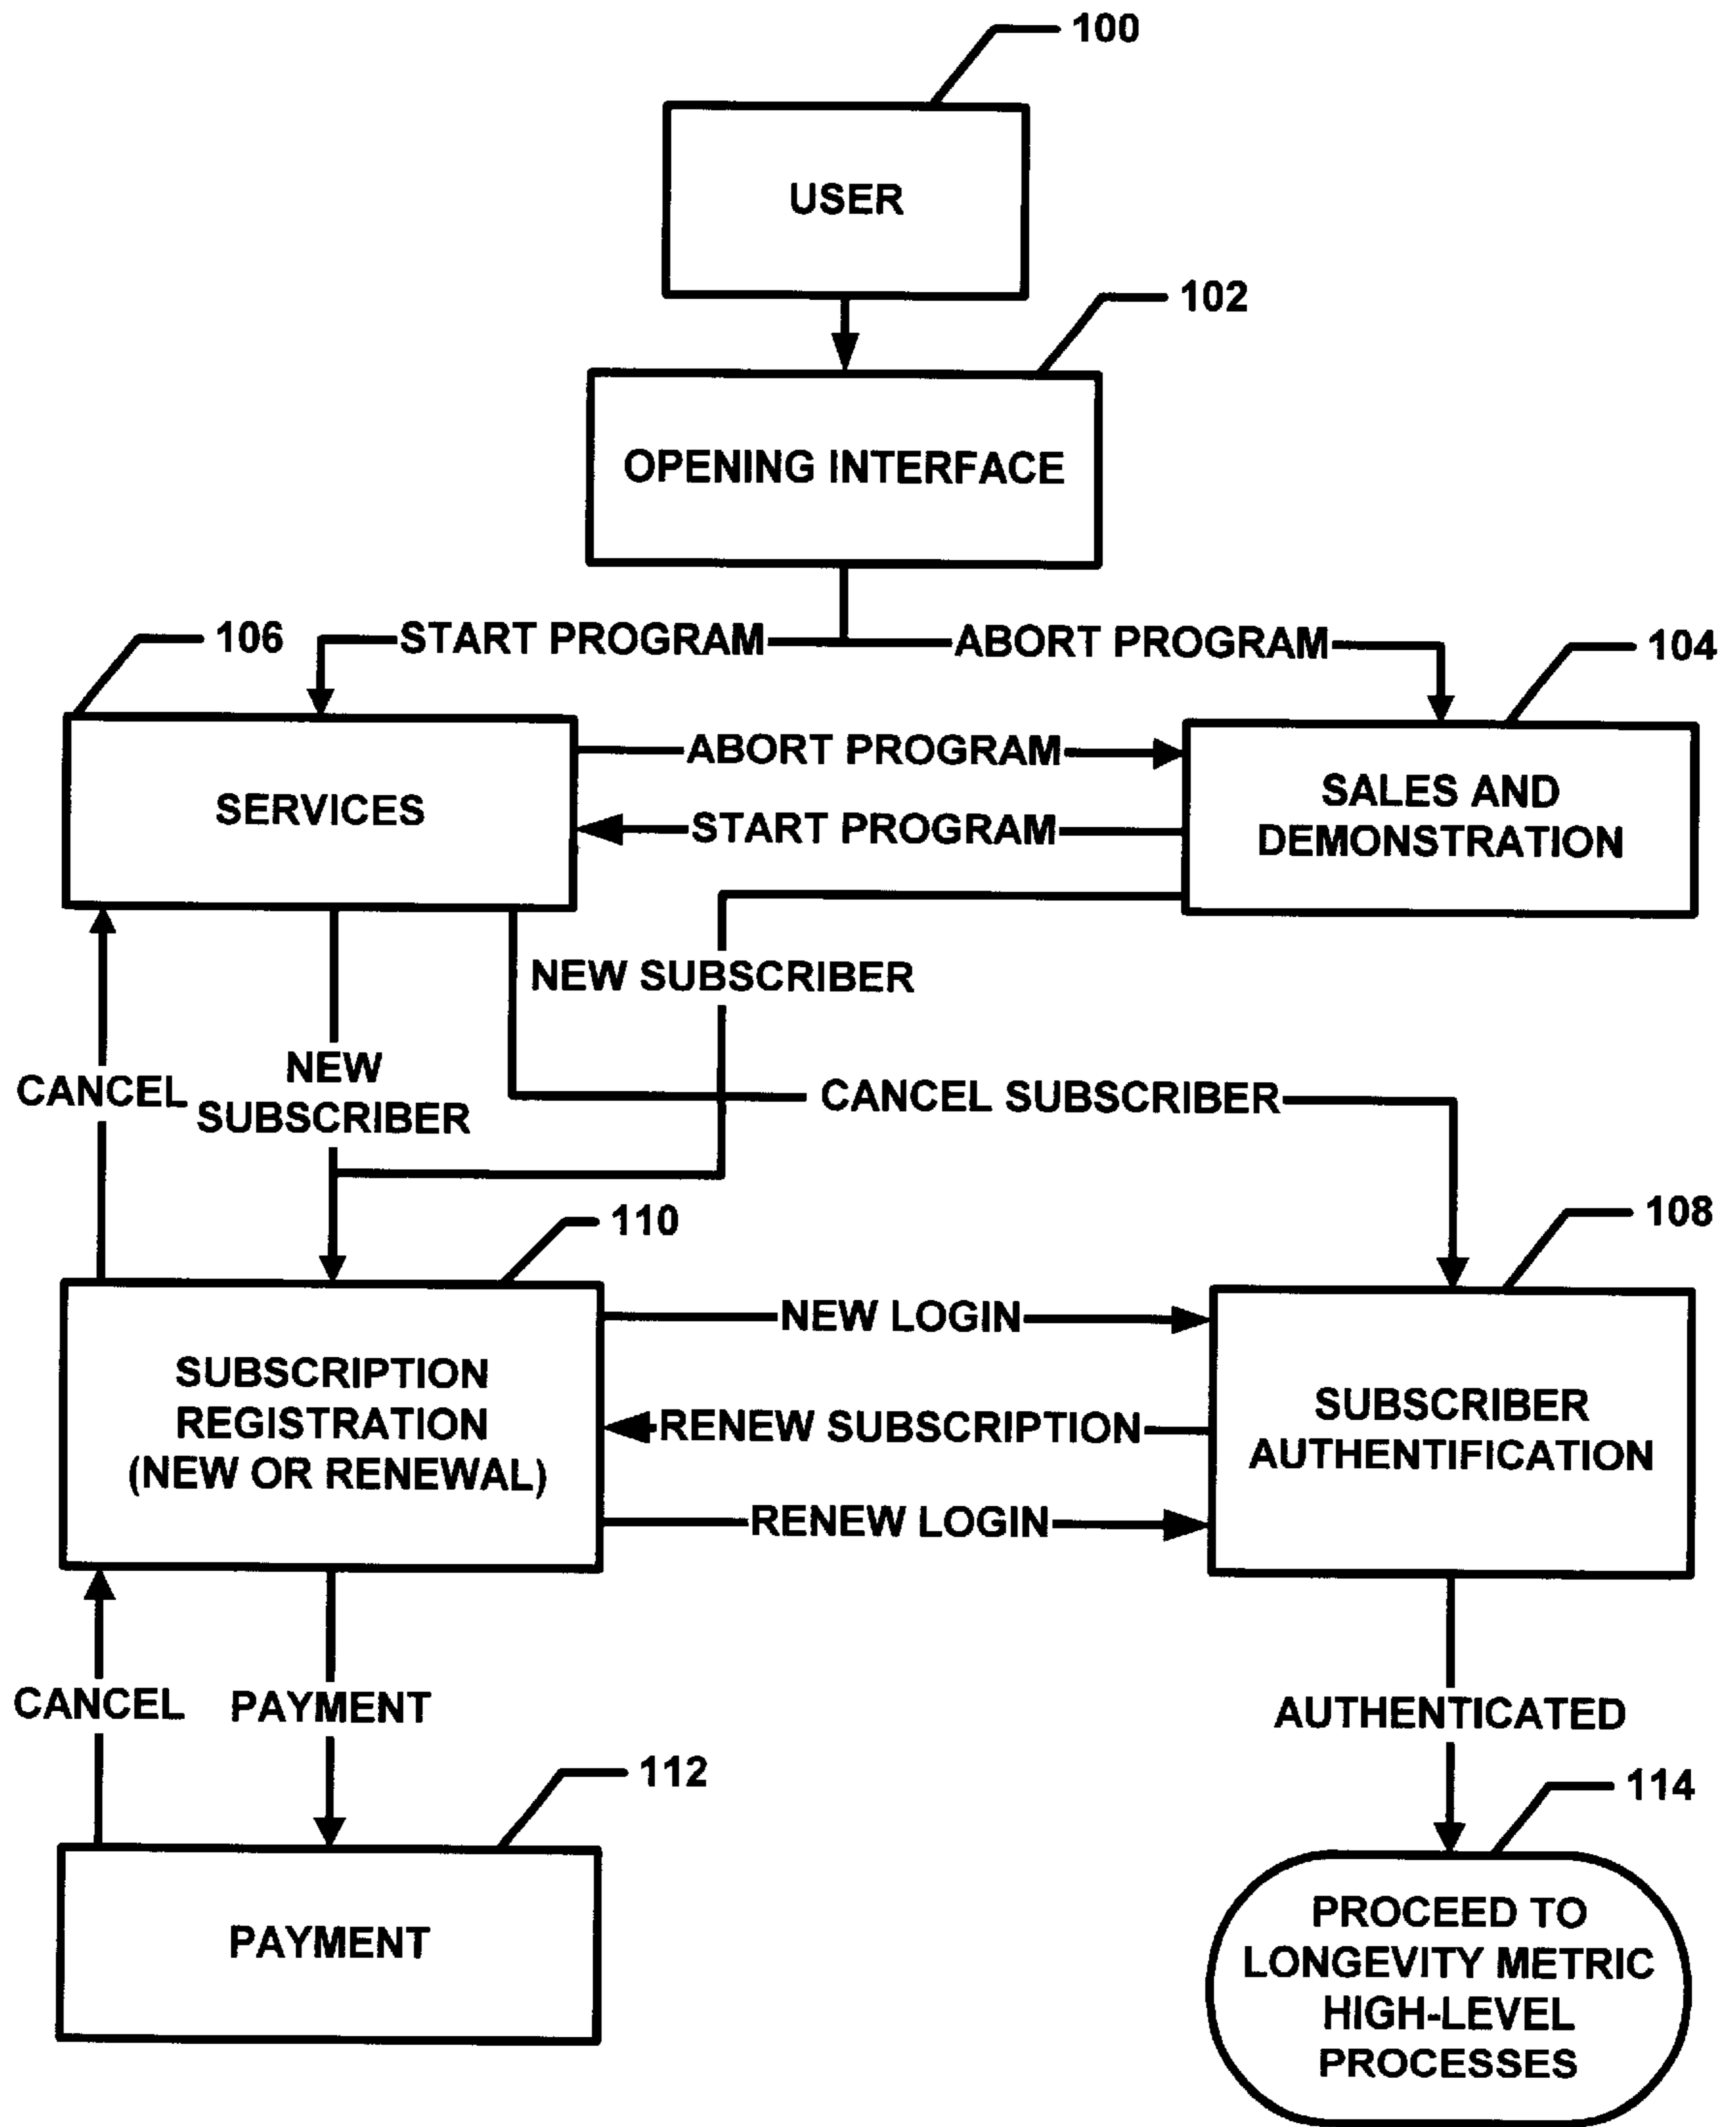 100
USER
102
OPENING INTERFACE
106
START PROGRAM
ABORT PROGRAM
104
SERVICES
ABORT PROGRAM
START PROGRAM
SALES AND
DEMONSTRATION
NEW SUBSCRIBER
CANCEL
NEW
SUBSCRIBER
CANCEL SUBSCRIBER
110
108
SUBSCRIPTION
REGISTRATION
(NEW OR RENEWAL)
NEW LOGIN
RENEW SUBSCRIPTION
RENEW LOGIN
SUBSCRIBER
AUTHENTIFICATION
CANCEL
PAYMENT
AUTHENTICATED
112
114
PAYMENT
PROCEED TO
LONGEVITY METRIC
HIGH-LEVEL
PROCESSES